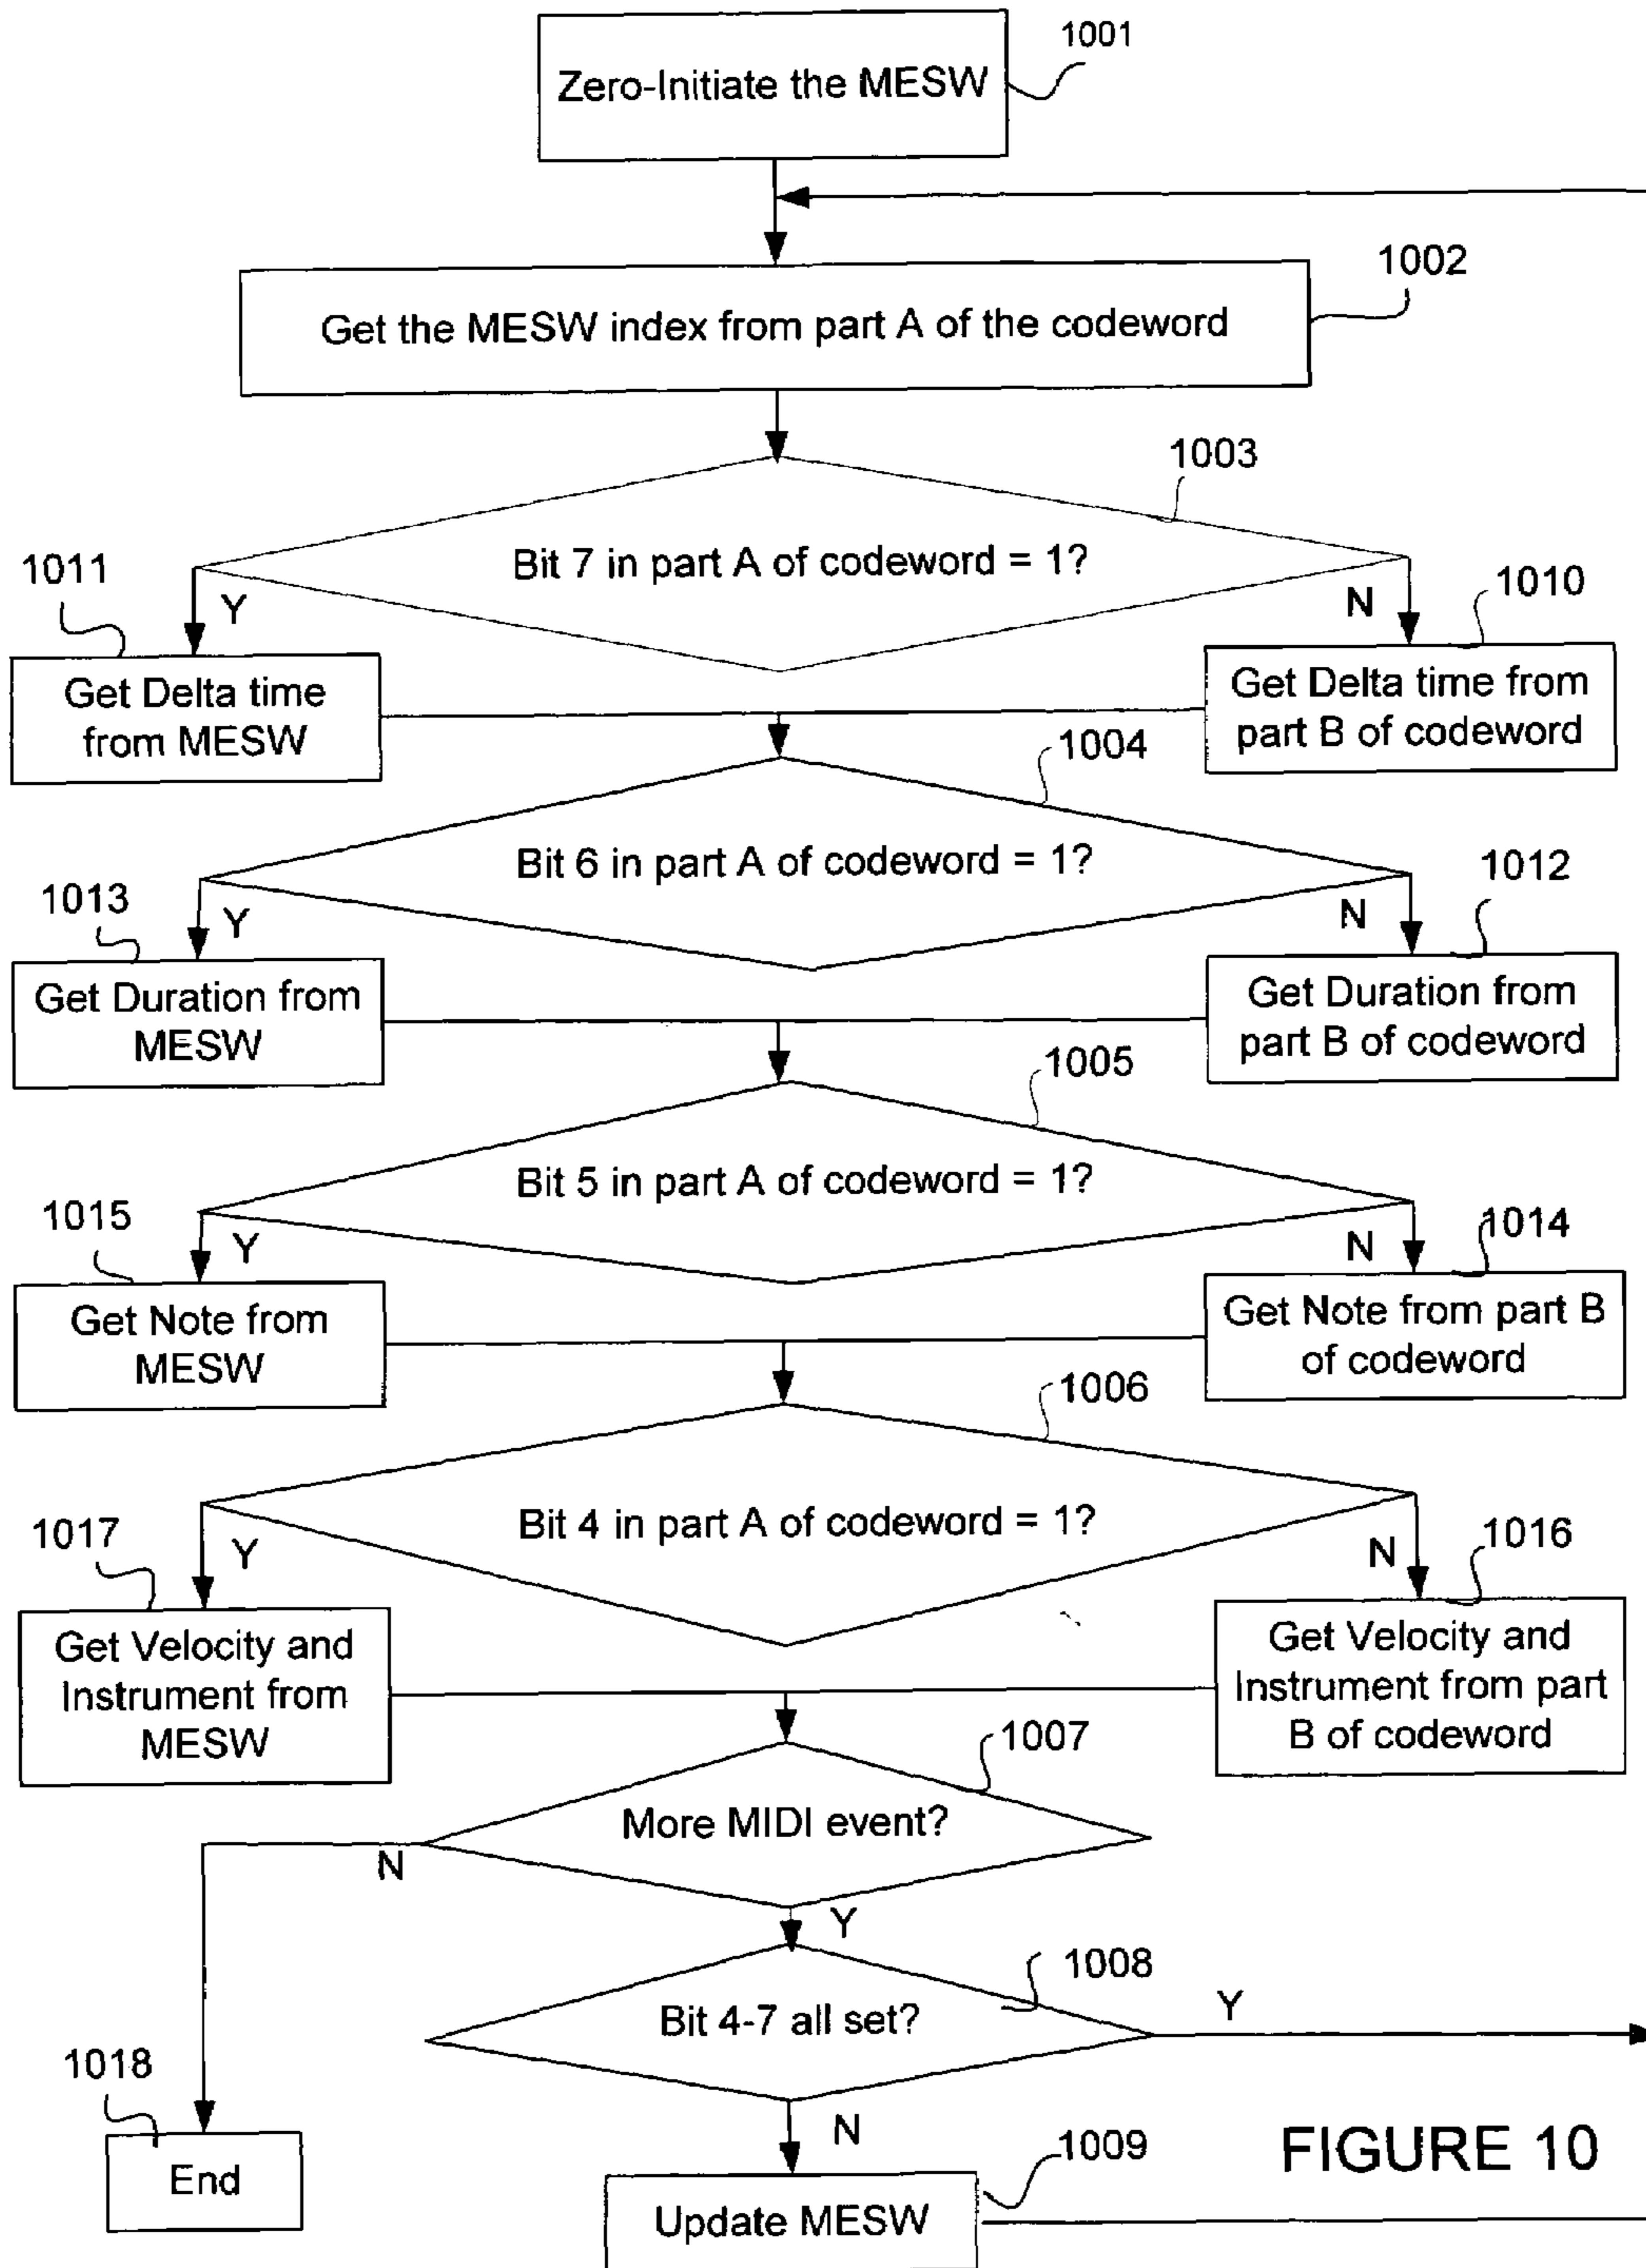 1001
Zero-Initiate the MESW
1002
Get the MESW index from part A of the codeword
1003
Bit 7 in part A of codeword = 1?
1011
Y
N
1010
Get Delta time
from MESW
Get Delta time from
part B of codeword
1004
Bit 6 in part A of codeword = 1?
1013
Y
N
1012
Get Duration from
MESW
Get Duration from
part B of codeword
1005
Bit 5 in part A of codeword = 1?
1015
Y
N
1014
Get Note from
MESW
Get Note from part B
of codeword
1006
Bit 4 in part A of codeword = 1?
1017
Y
N
1016
Get Velocity and
Instrument from
MESW
Get Velocity and
Instrument from part
B of codeword
1007
More MIDI event?
N
Y
1008
Bit 4-7 all set?
Y
1018
End
N
1009
Update MESW
FIGURE 10